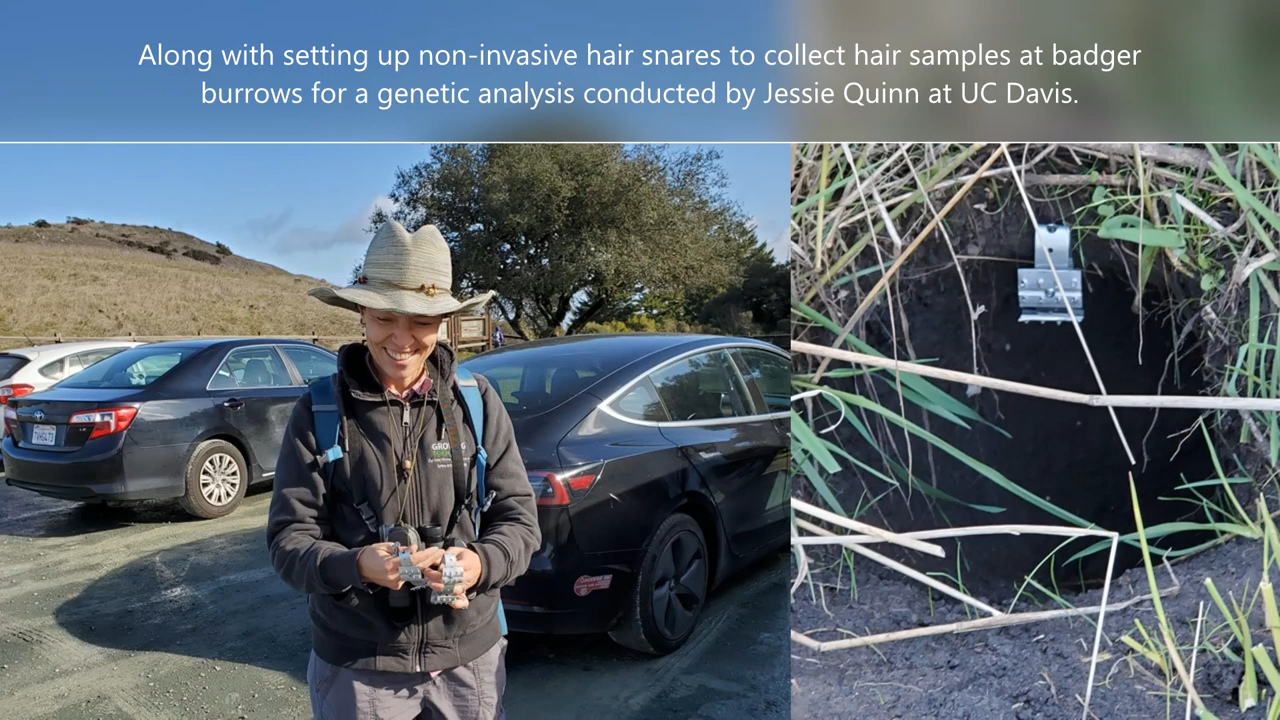 Along with setting up non-invasive hair snares to collect hair samples at badger
burrows for a genetic analysis conducted by Jessie Quinn at UC Davis.